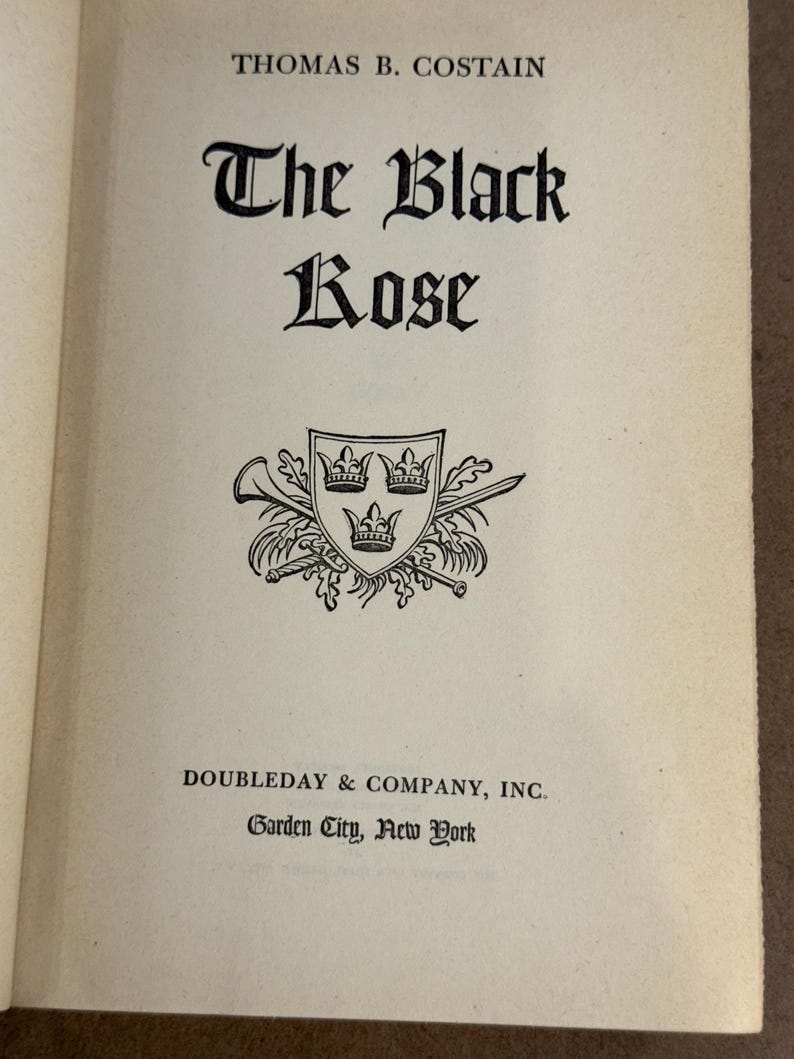 THOMAS B. COSTAIN
The Black
Rose
DOUBLEDAY & COMPANY, INC.
Garden City, New York